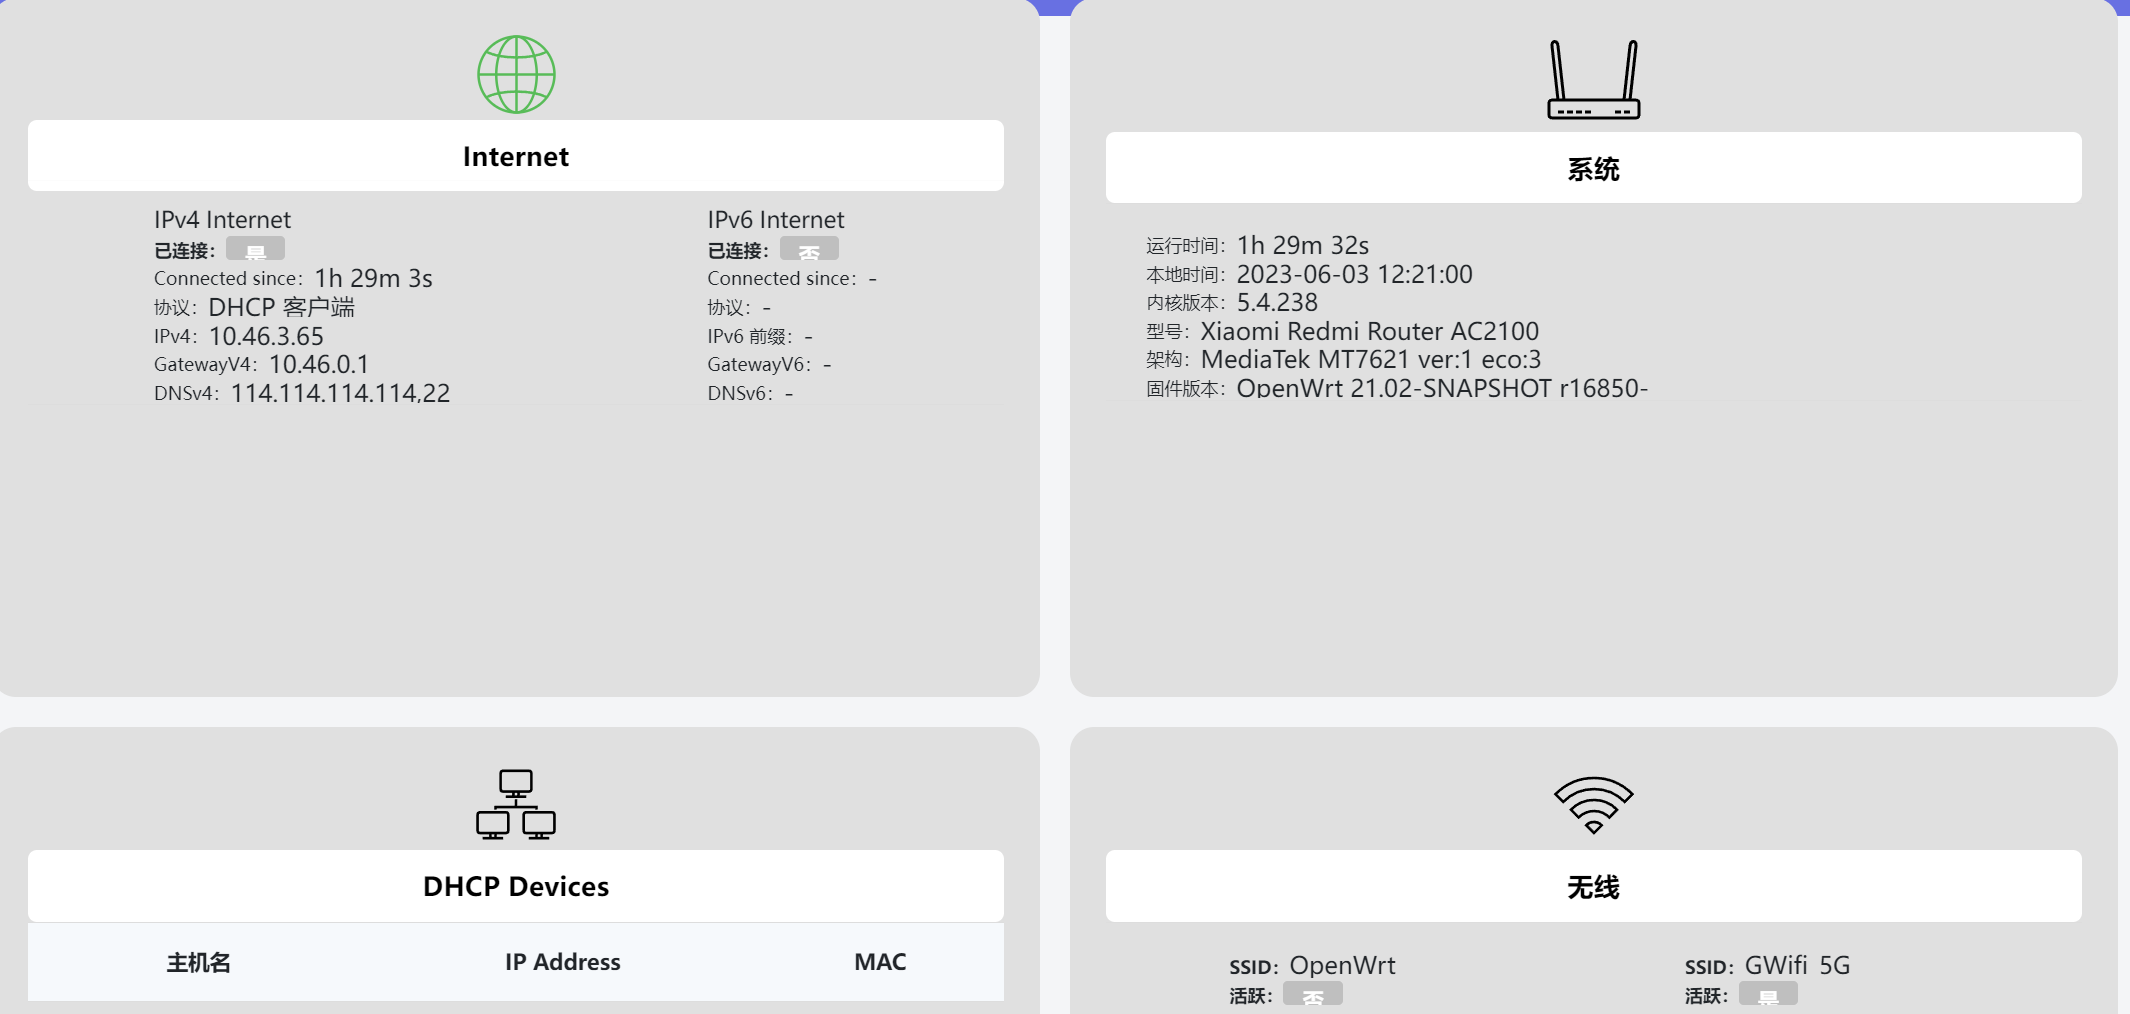 Internet
IPv4 Internet
已连接： 是
Connected since： 1h 29m 3s
协议： DHCP 客户端
IPv4： 10.46.3.65
GatewayV4： 10.46.0.1
DNSv4： 114.114.114.114,22
IPv6 Internet
已连接： 否
Connected since： -
协议： -
IPv6 前缀： -
GatewayV6： -
DNSv6： -
系统
运行时间： 1h 29m 32s
本地时间： 2023-06-03 12:21:00
内核版本： 5.4.238
型号： Xiaomi Redmi Router AC2100
架构： MediaTek MT7621 ver:1 eco:3
固件版本： OpenWrt 21.02-SNAPSHOT r16850-
DHCP Devices
主机名 IP Address MAC
无线
SSID： OpenWrt
活跃： 否
SSID： GWifi 5G
活跃： 是